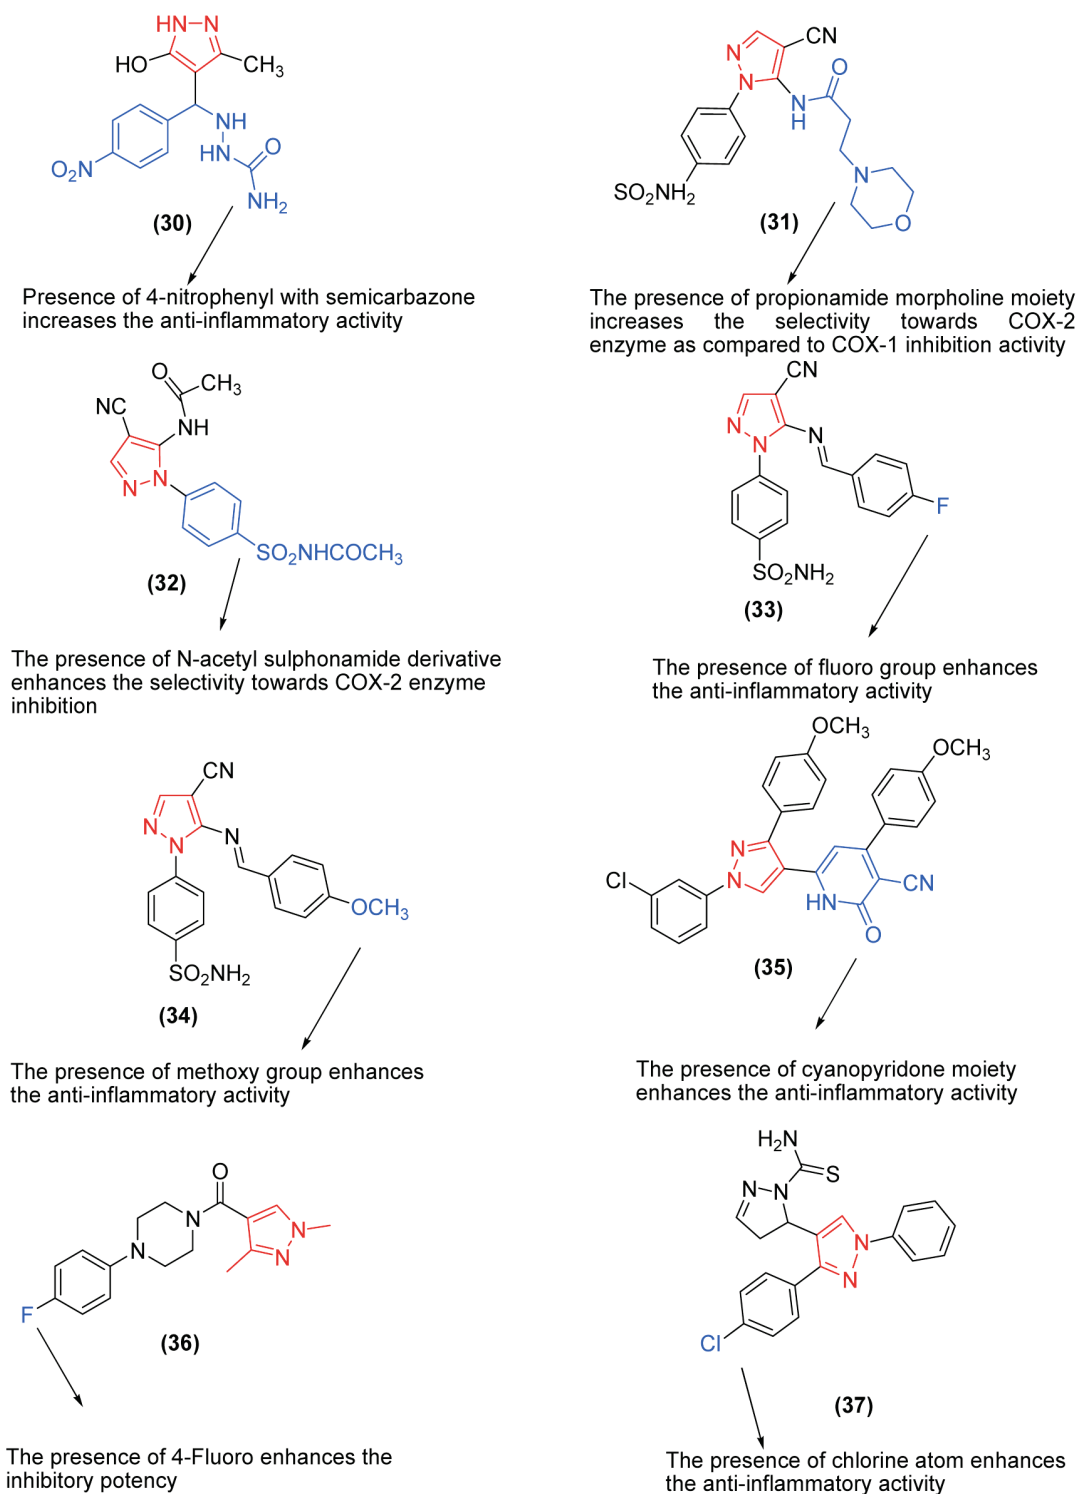 HN
N
HO
CH3
NH
HN
O
O2N
NH2
(30)
Presence of 4-nitrophenyl with semicarbazone
increases the anti-inflammatory activity
CN
N
N
O
N
H
N
O
SO2NH2
(31)
The presence of propionamide morpholine moiety
increases the selectivity towards COX-2
enzyme as compared to COX-1 inhibition activity
O
CH3
NC
NH
N
N
SO2NHCOCH3
(32)
The presence of N-acetyl sulphonamide derivative
enhances the selectivity towards COX-2 enzyme
inhibition
CN
N
N
N
F
SO2NH2
(33)
The presence of fluoro group enhances
the anti-inflammatory activity
CN
N
N
N
OCH3
SO2NH2
(34)
The presence of methoxy group enhances
the anti-inflammatory activity
OCH3
OCH3
N
N
Cl
CN
HN
O
(35)
The presence of cyanopyridone moiety
enhances the anti-inflammatory activity
O
N
N
N
N
F
(36)
The presence of 4-Fluoro enhances the
inhibitory potency
H2N
S
N
N
N
N
Cl
(37)
The presence of chlorine atom enhances
the anti-inflammatory activity